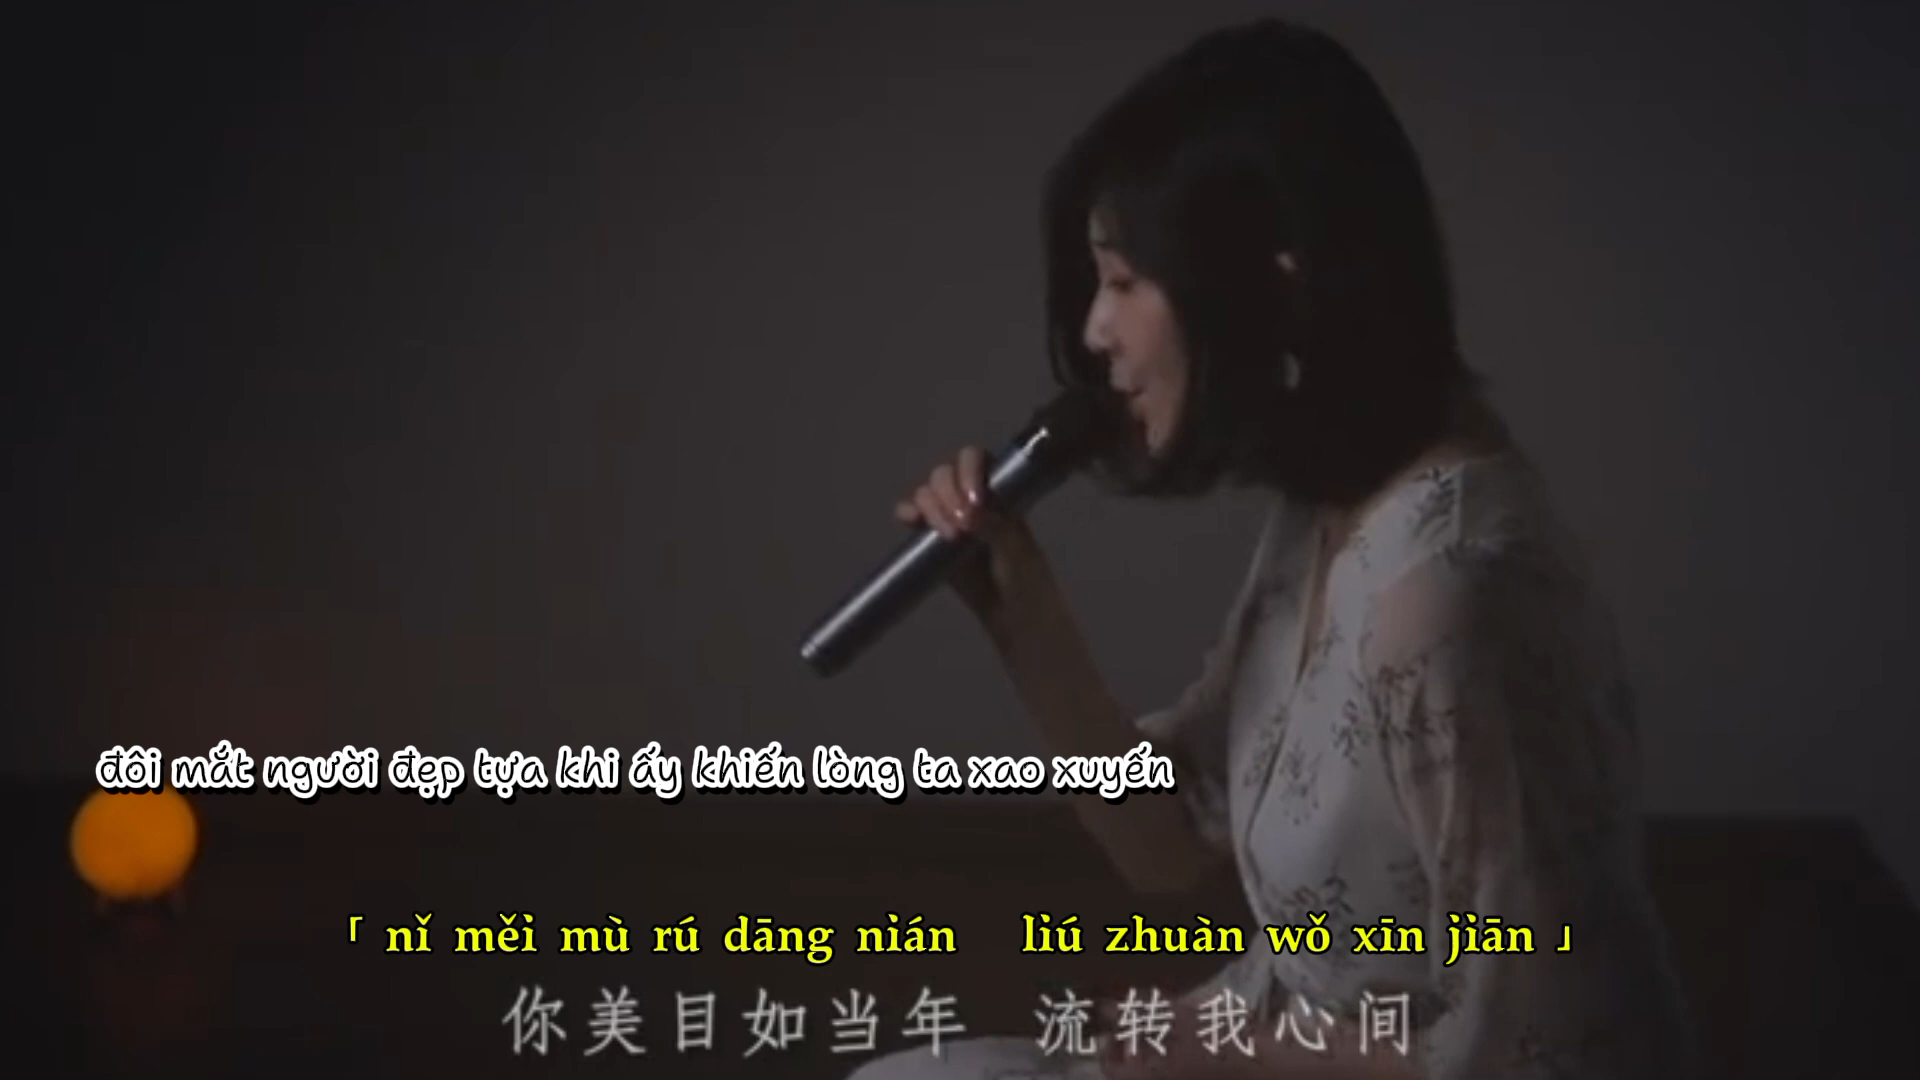 đôi mắt người đẹp tựa khi ấy khiến lòng ta xao xuyến
「 nǐ měi mù rú dāng nián liú zhuàn wǒ xīn jiān 」
你美目如当年 流转我心间